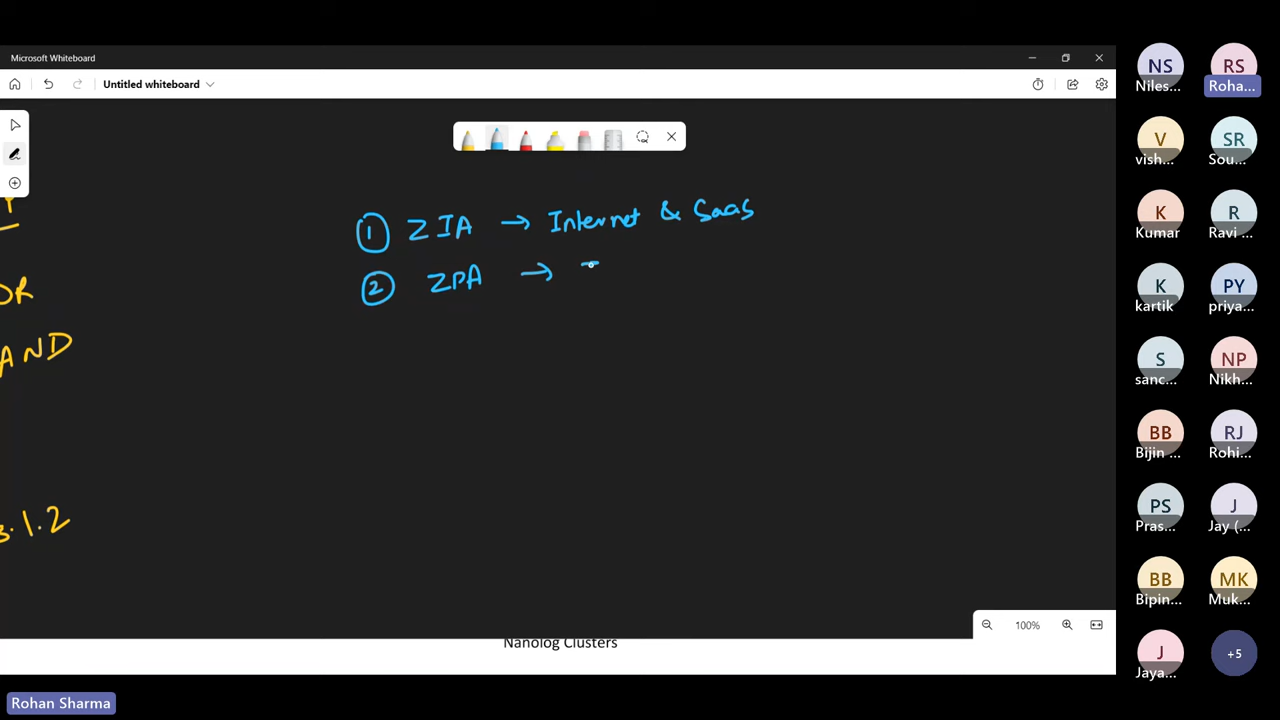 Microsoft Whiteboard
Untitled whiteboard
① ZIA → Internet & SaaS
② ZPA →
OR
AND
3.1.2
100%
Nanolog Clusters
Rohan Sharma
NS
Niles...
RS
Roha...
V
vish...
SR
Sou...
K
Kumar
R
Ravi ...
K
kartik
PY
priya...
S
sanc...
NP
Nikh...
BB
Bijin ...
RJ
Rohi...
PS
Pras...
J
Jay (...
BB
Bipin...
MK
Muk...
J
Jaya...
+5